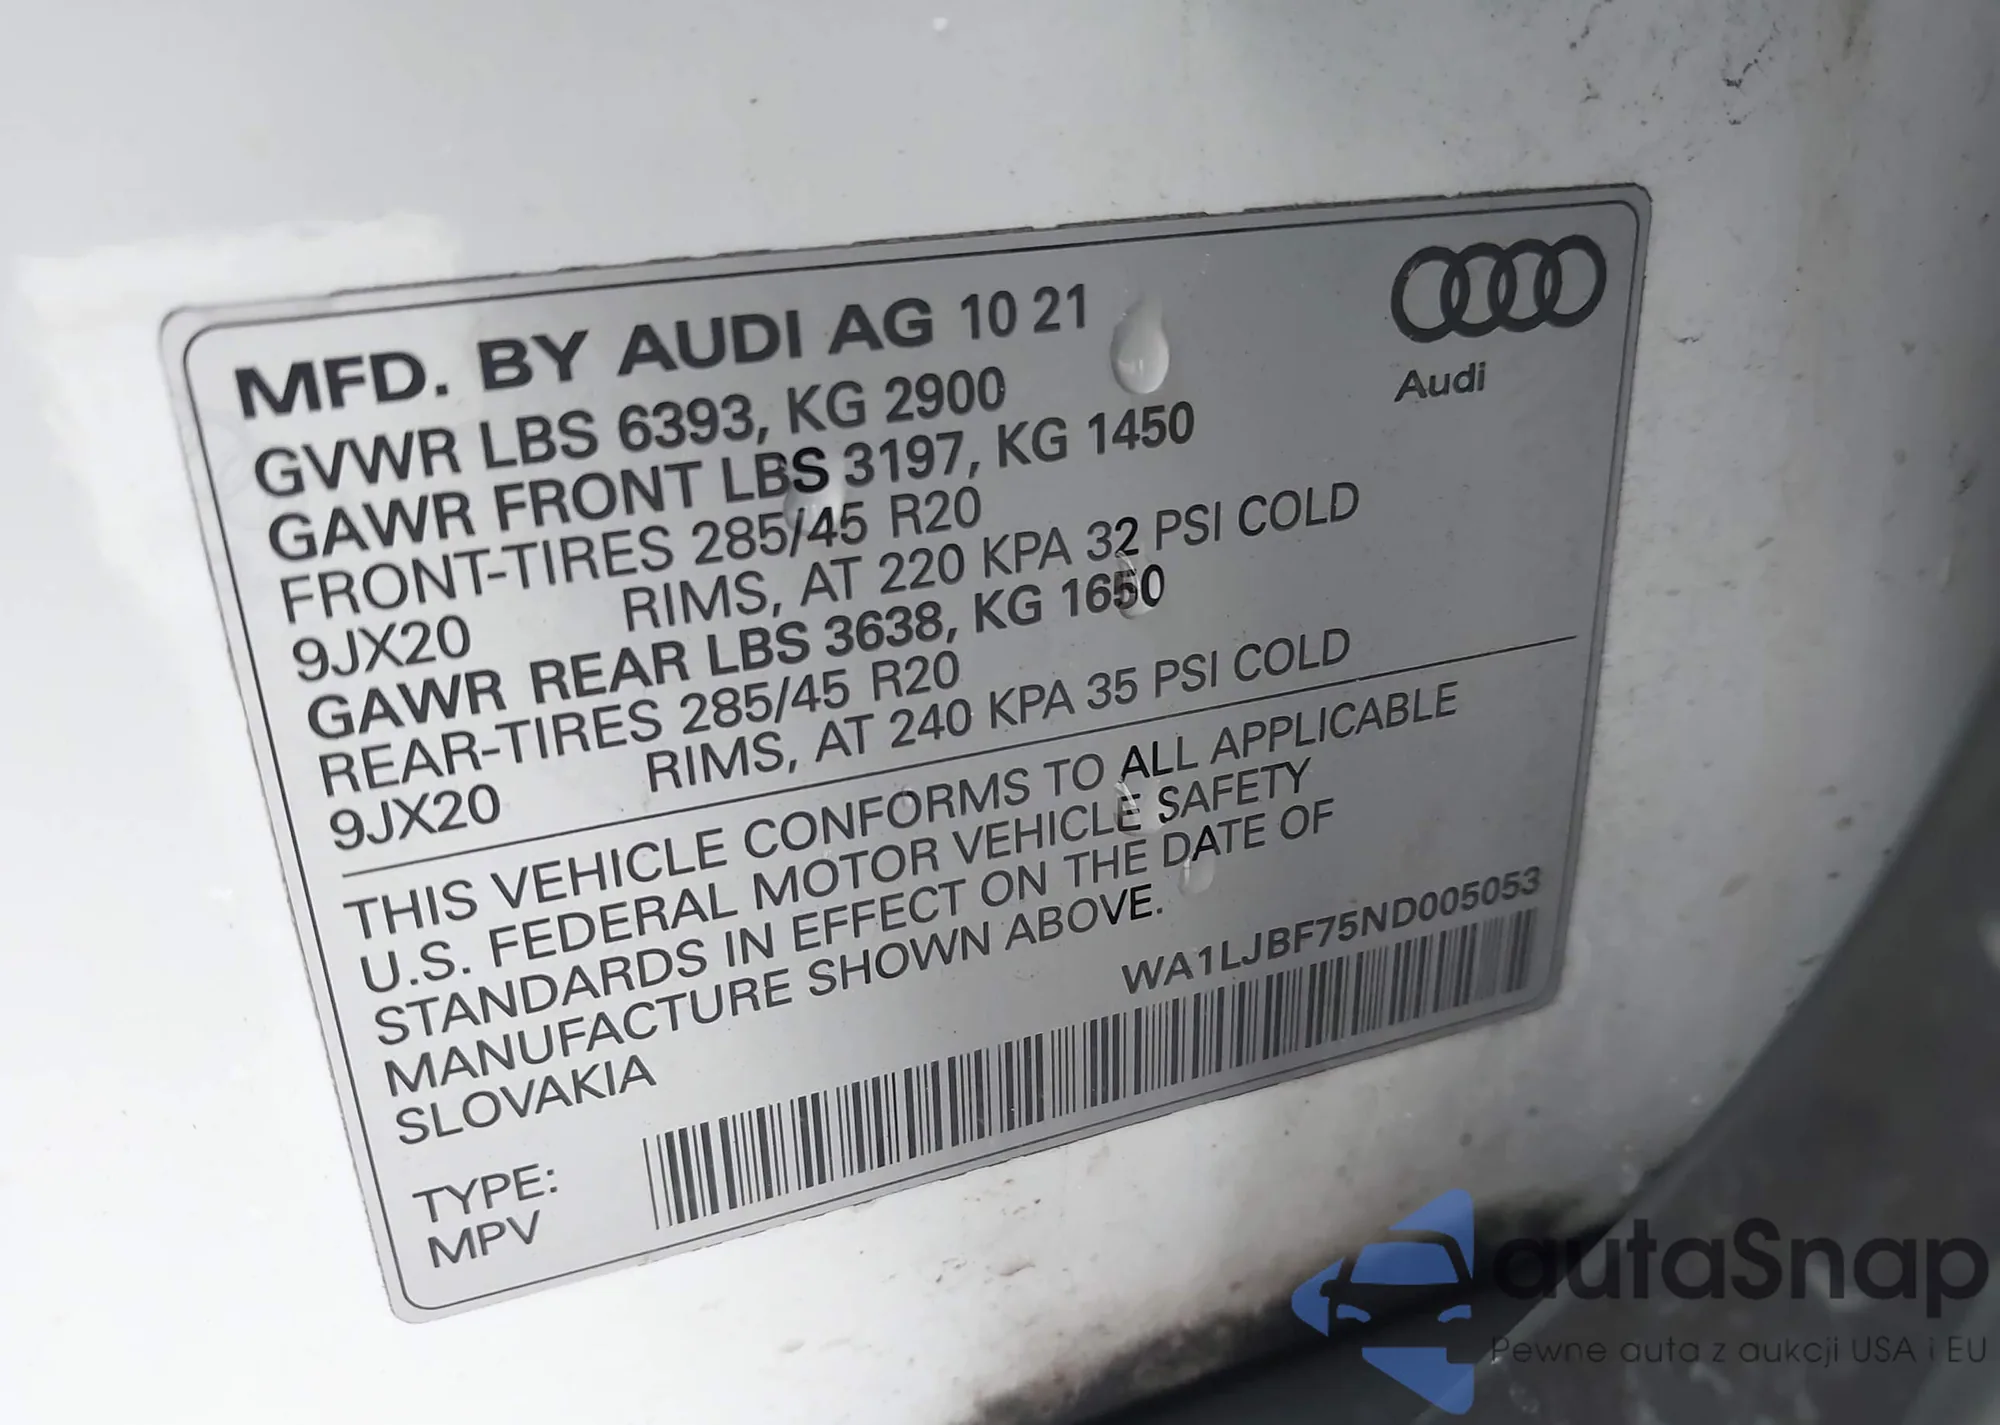 MFD. BY AUDI AG 10 21
Audi
GVWR LBS 6393, KG 2900
GAWR FRONT LBS 3197, KG 1450
FRONT-TIRES 285/45 R20
9JX20 RIMS, AT 220 KPA 32 PSI COLD
GAWR REAR LBS 3638, KG 1650
REAR-TIRES 285/45 R20
9JX20 RIMS, AT 240 KPA 35 PSI COLD
THIS VEHICLE CONFORMS TO ALL APPLICABLE
U.S. FEDERAL MOTOR VEHICLE SAFETY
STANDARDS IN EFFECT ON THE DATE OF
MANUFACTURE SHOWN ABOVE.
SLOVAKIA
WA1LJBF75ND005053
TYPE:
MPV
autaSnap
Pewne auta z aukcji USA i EU